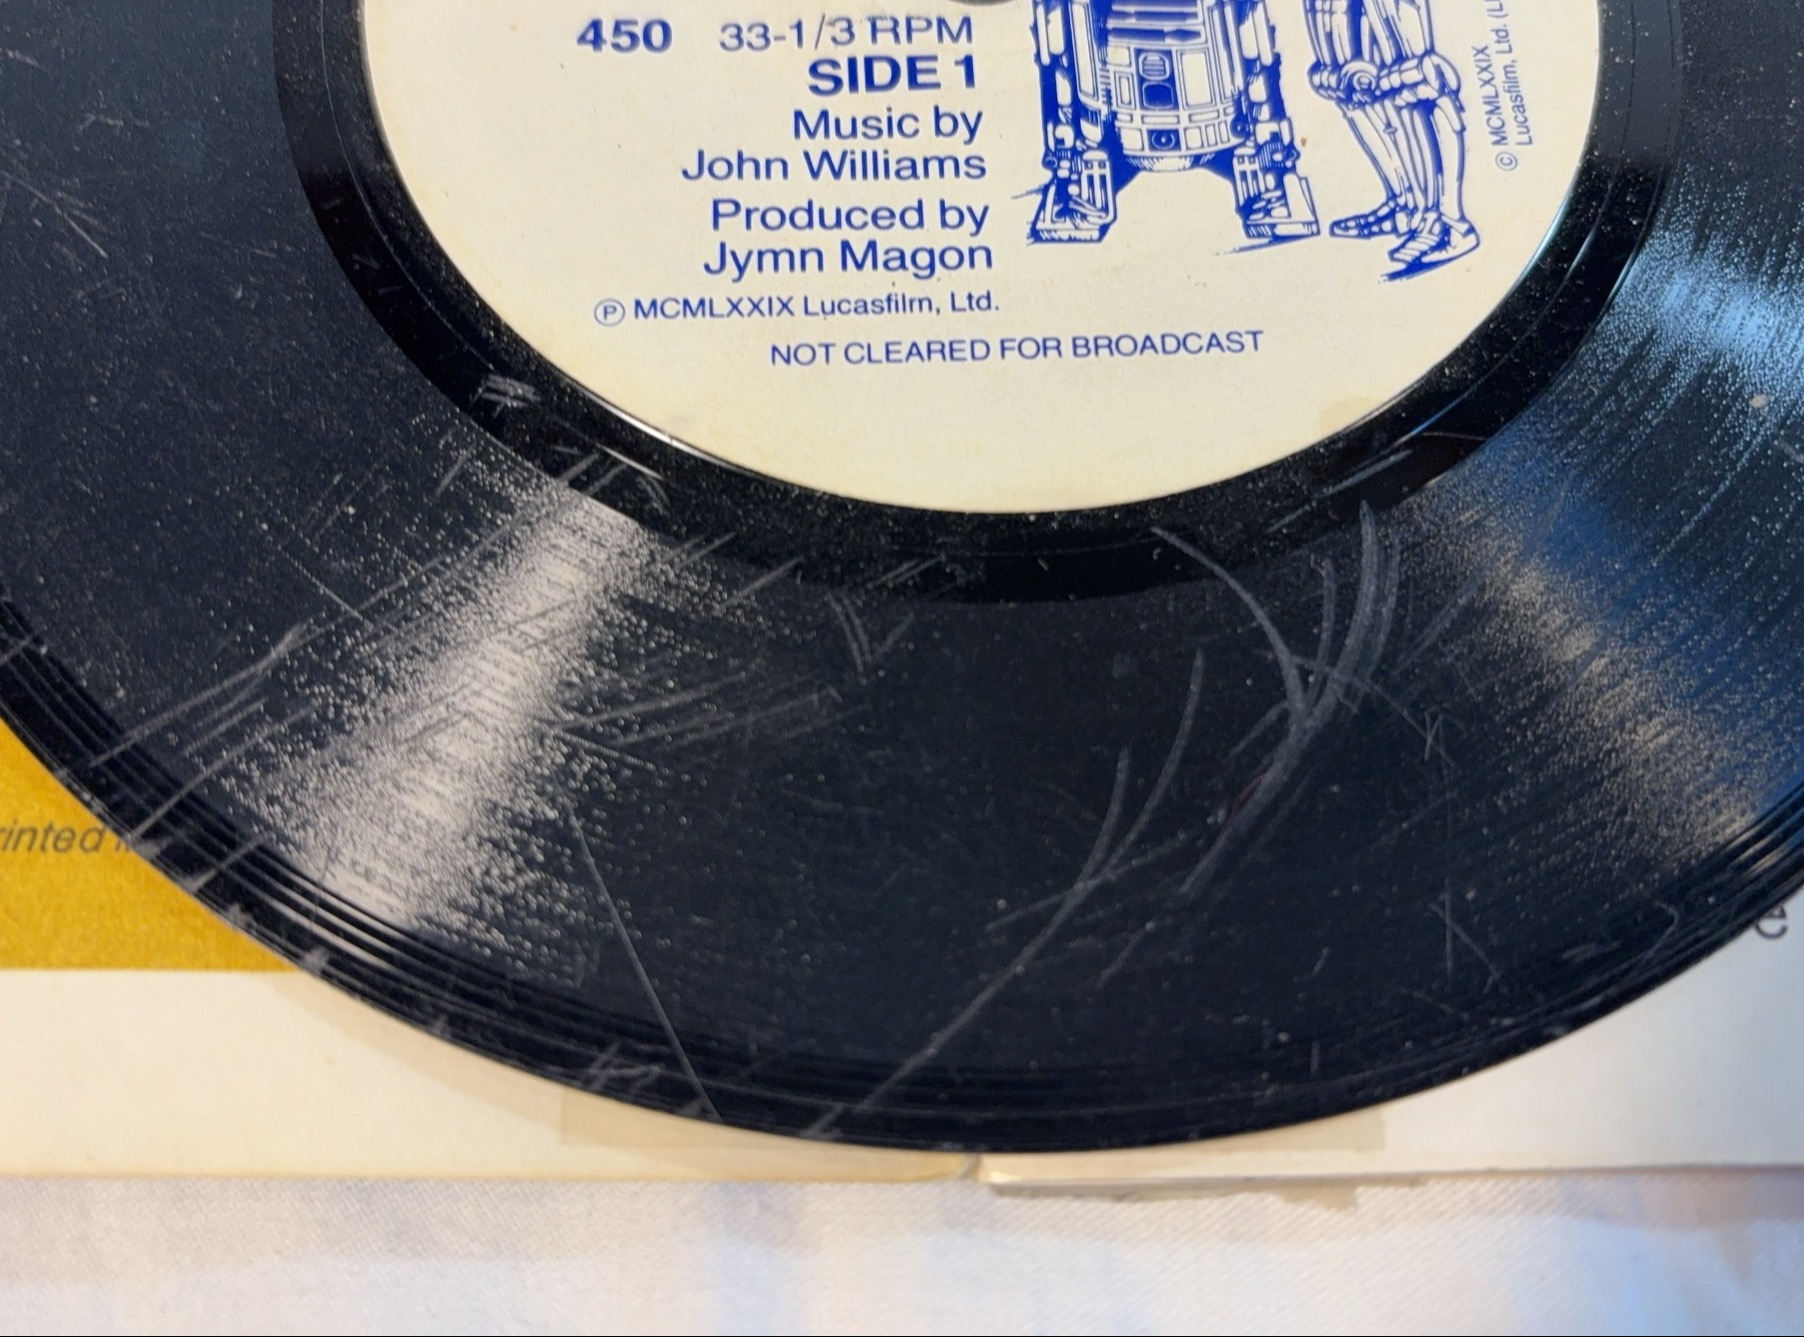 450 33-1/3 RPM
SIDE 1
Music by
John Williams
Produced by
Jymn Magon
Ⓟ MCMLXXIX Lucasfilm, Ltd.
NOT CLEARED FOR BROADCAST
© MCMLXXIX
Lucasfilm, Ltd.